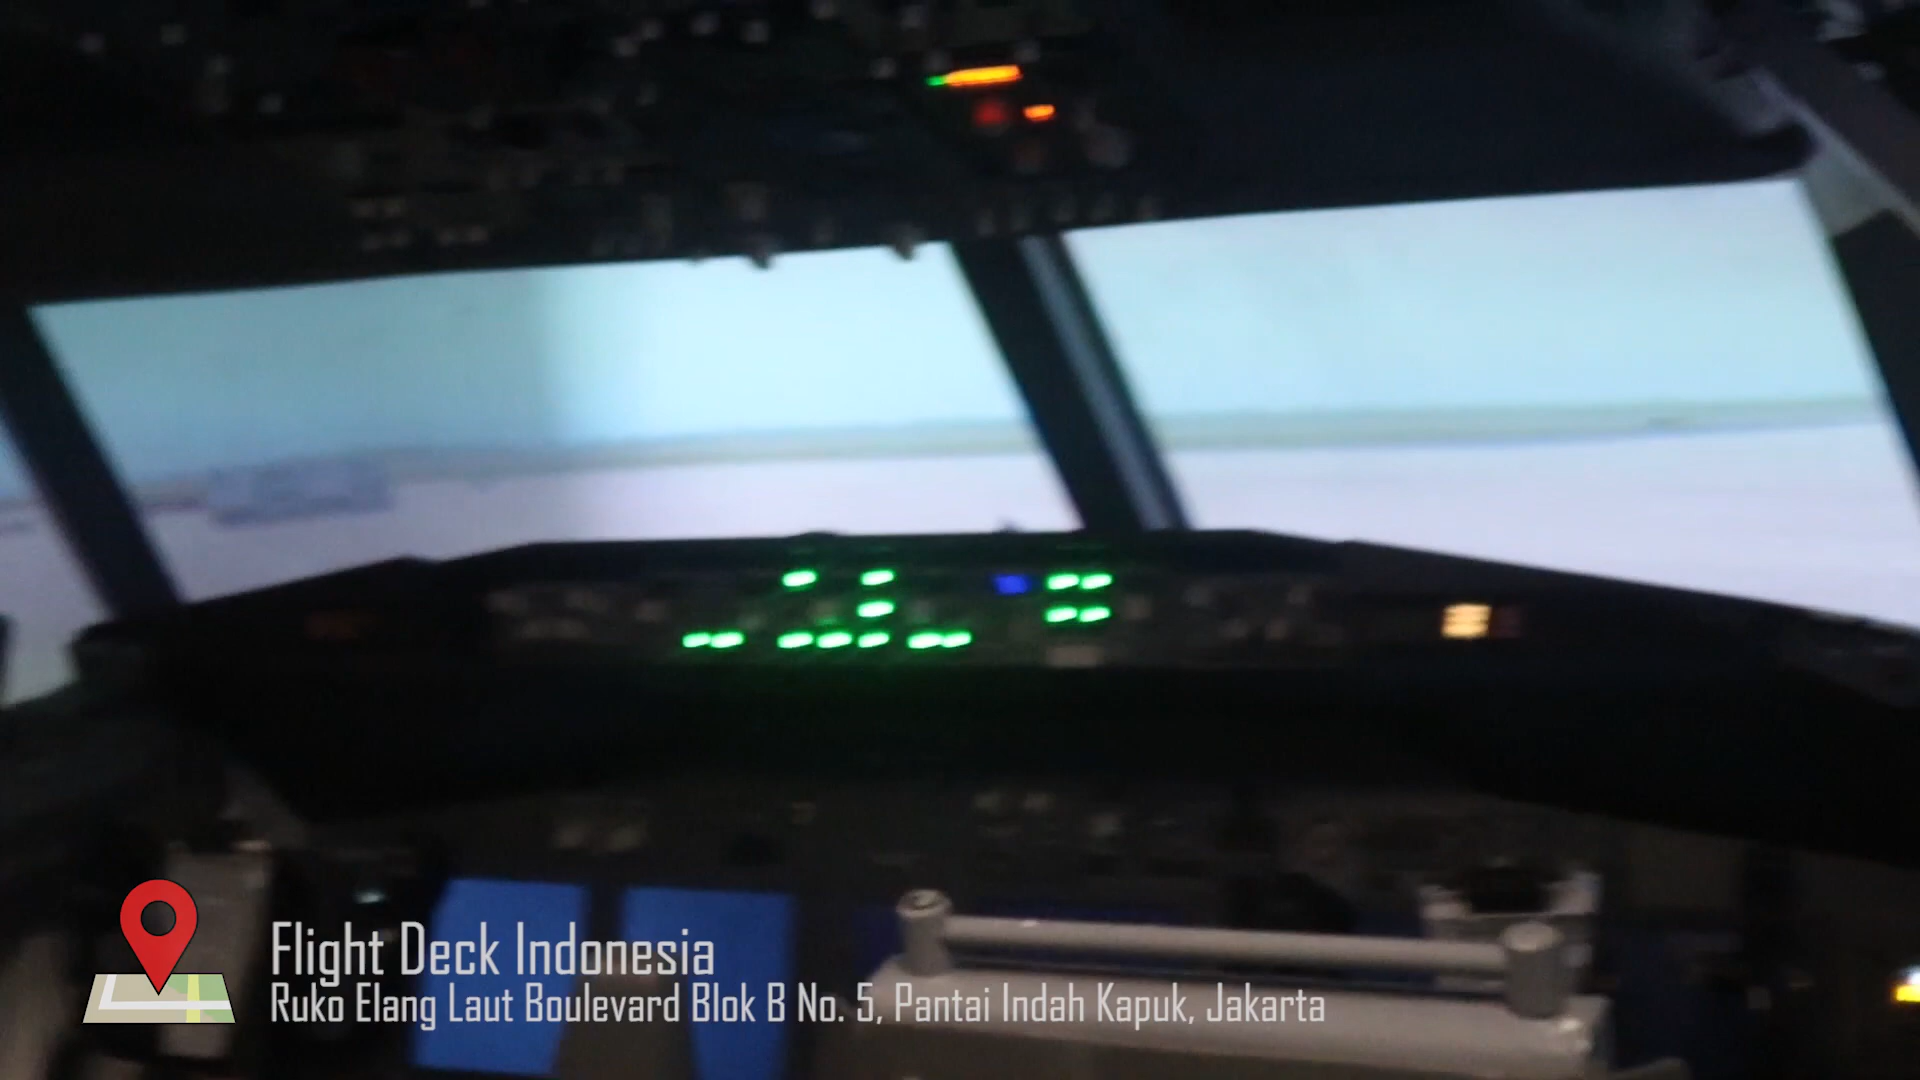 Flight Deck Indonesia
Ruko Elang Laut Boulevard Blok B No. 5, Pantai Indah Kapuk, Jakarta